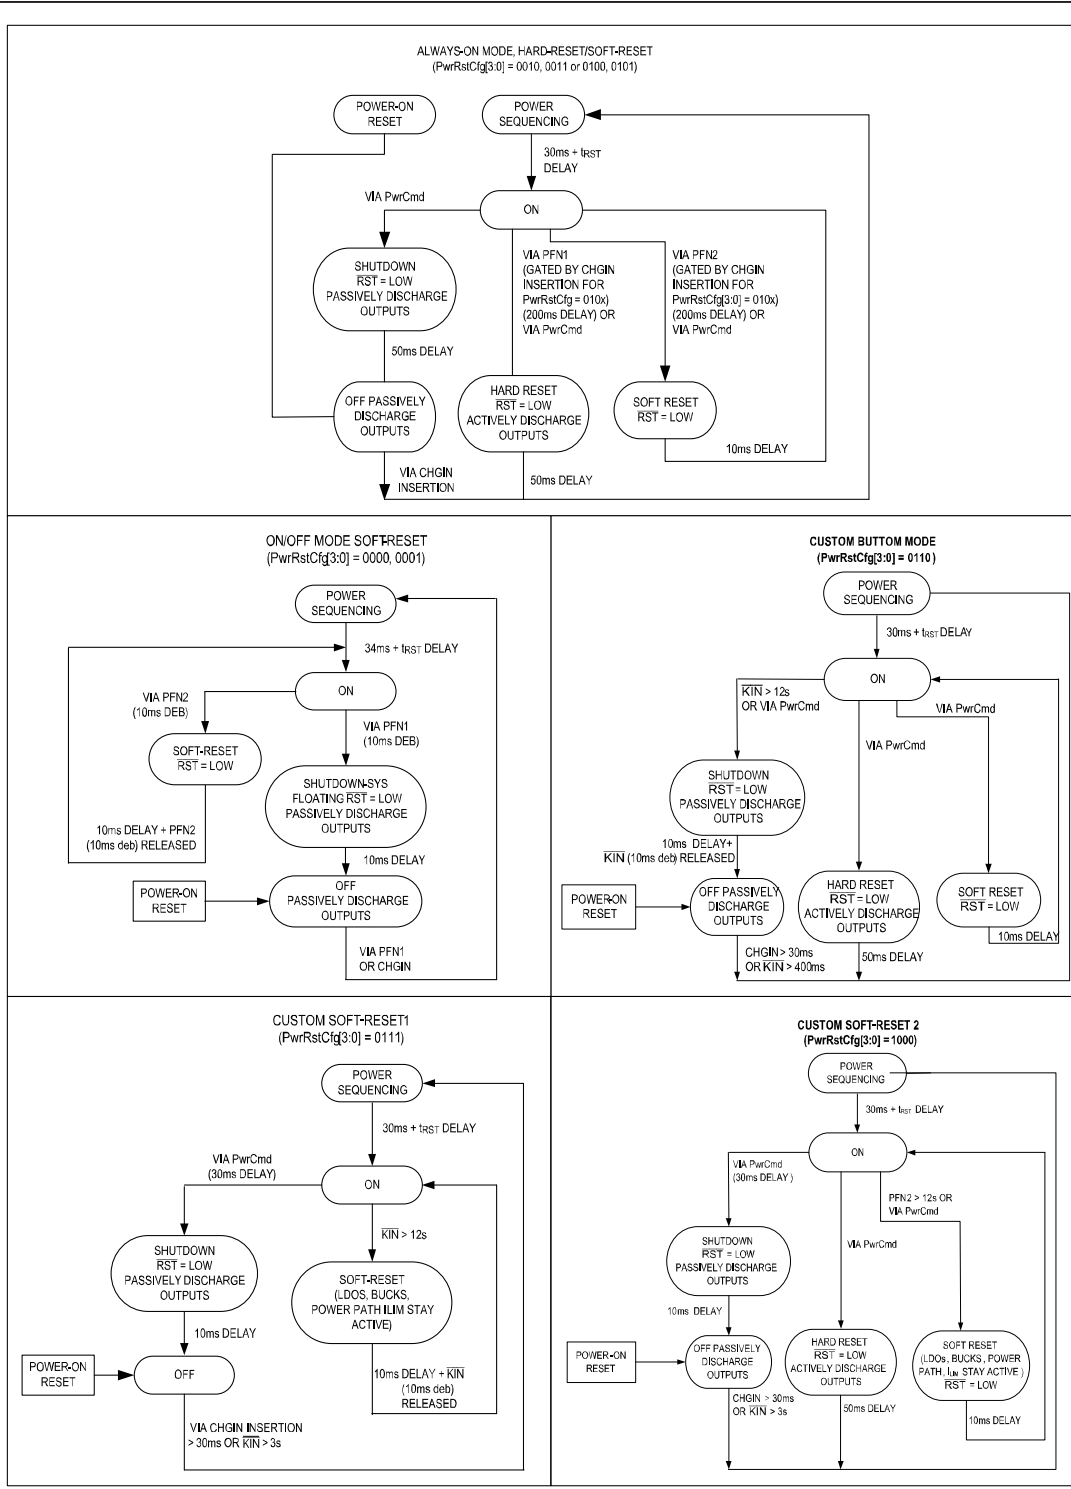 ALWAYS-ON MODE, HARD-RESET/SOFT-RESET
(PwrRstCfg[3:0] = 0010, 0011 or 0100, 0101)
POWER-ON
RESET
POWER
SEQUENCING
30ms + tRST
DELAY
VIA PwrCmd
ON
SHUTDOWN
RST = LOW
PASSIVELY DISCHARGE
OUTPUTS
VIA PFN1
(GATED BY CHGIN
INSERTION FOR
PwrRstCfg = 010x)
(200ms DELAY) OR
VIA PwrCmd
VIA PFN2
(GATED BY CHGIN
INSERTION FOR
PwrRstCfg[3:0] = 010x)
(200ms DELAY) OR
VIA PwrCmd
50ms DELAY
OFF PASSIVELY
DISCHARGE
OUTPUTS
HARD RESET
RST = LOW
ACTIVELY DISCHARGE
OUTPUTS
SOFT RESET
RST = LOW
10ms DELAY
VIA CHGIN
INSERTION
50ms DELAY
ON/OFF MODE SOFT-RESET
(PwrRstCfg[3:0] = 0000, 0001)
POWER
SEQUENCING
34ms + tRST DELAY
ON
VIA PFN2
(10ms DEB)
VIA PFN1
(10ms DEB)
SOFT-RESET
RST = LOW
SHUTDOWN-SYS
FLOATING RST = LOW
PASSIVELY DISCHARGE
OUTPUTS
10ms DELAY + PFN2
(10ms deb) RELEASED
10ms DELAY
POWER-ON
RESET
OFF
PASSIVELY DISCHARGE
OUTPUTS
VIA PFN1
OR CHGIN
CUSTOM BUTTOM MODE
(PwrRstCfg[3:0] = 0110)
POWER
SEQUENCING
30ms + tRST DELAY
ON
KIN > 12s
OR VIA PwrCmd
VIA PwrCmd
VIA PwrCmd
SHUTDOWN
RST = LOW
PASSIVELY DISCHARGE
OUTPUTS
10ms DELAY+
KIN (10ms deb) RELEASED
POWER-ON
RESET
OFF PASSIVELY
DISCHARGE
OUTPUTS
HARD RESET
RST = LOW
ACTIVELY DISCHARGE
OUTPUTS
SOFT RESET
RST = LOW
10ms DELAY
CHGIN > 30ms
OR KIN > 400ms
50ms DELAY
CUSTOM SOFT-RESET1
(PwrRstCfg[3:0] = 0111)
POWER
SEQUENCING
30ms + tRST DELAY
VIA PwrCmd
(30ms DELAY)
ON
KIN > 12s
SHUTDOWN
RST = LOW
PASSIVELY DISCHARGE
OUTPUTS
SOFT-RESET
(LDOS, BUCKS,
POWER PATH ILIM STAY
ACTIVE)
10ms DELAY
POWER-ON
RESET
OFF
10ms DELAY + KIN
(10ms deb)
RELEASED
VIA CHGIN INSERTION
> 30ms OR KIN > 3s
CUSTOM SOFT-RESET 2
(PwrRstCfg[3:0] = 1000)
POWER
SEQUENCING
30ms + tRST DELAY
ON
VIA PwrCmd
(30ms DELAY )
PFN2 > 12s OR
VIA PwrCmd
VIA PwrCmd
SHUTDOWN
RST = LOW
PASSIVELY DISCHARGE
OUTPUTS
10ms DELAY
POWER-ON
RESET
OFF PASSIVELY
DISCHARGE
OUTPUTS
HARD RESET
RST = LOW
ACTIVELY DISCHARGE
OUTPUTS
SOFT RESET
(LDOs, BUCKS, POWER
PATH, ILIM STAY ACTIVE )
RST = LOW
CHGIN > 30ms
OR KIN > 3s
50ms DELAY
10ms DELAY